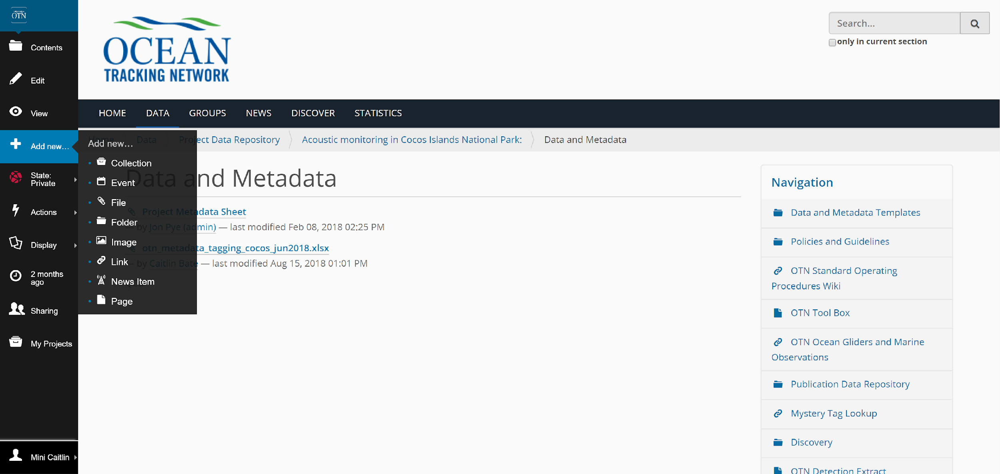 OTN
Contents
Edit
View
Add new...
State:
Private
Actions
Display
2 months
ago
Sharing
My Projects
Mini Caitlin
OCEAN
TRACKING NETWORK
Search...
only in current section
HOME DATA GROUPS NEWS DISCOVER STATISTICS
Home Data Project Data Repository Acoustic monitoring in Cocos Islands National Park: Data and Metadata
Add new...
Collection
Event
File
Folder
Image
Link
News Item
Page
Data and Metadata
Project Metadata Sheet
— by Jon Pye (admin) — last modified Feb 08, 2018 02:25 PM
otn_metadata_tagging_cocos_jun2018.xlsx
— by Caitlin Bate — last modified Aug 15, 2018 01:01 PM
Navigation
Data and Metadata Templates
Policies and Guidelines
OTN Standard Operating
Procedures Wiki
OTN Tool Box
OTN Ocean Gliders and Marine
Observations
Publication Data Repository
Mystery Tag Lookup
Discovery
OTN Detection Extract